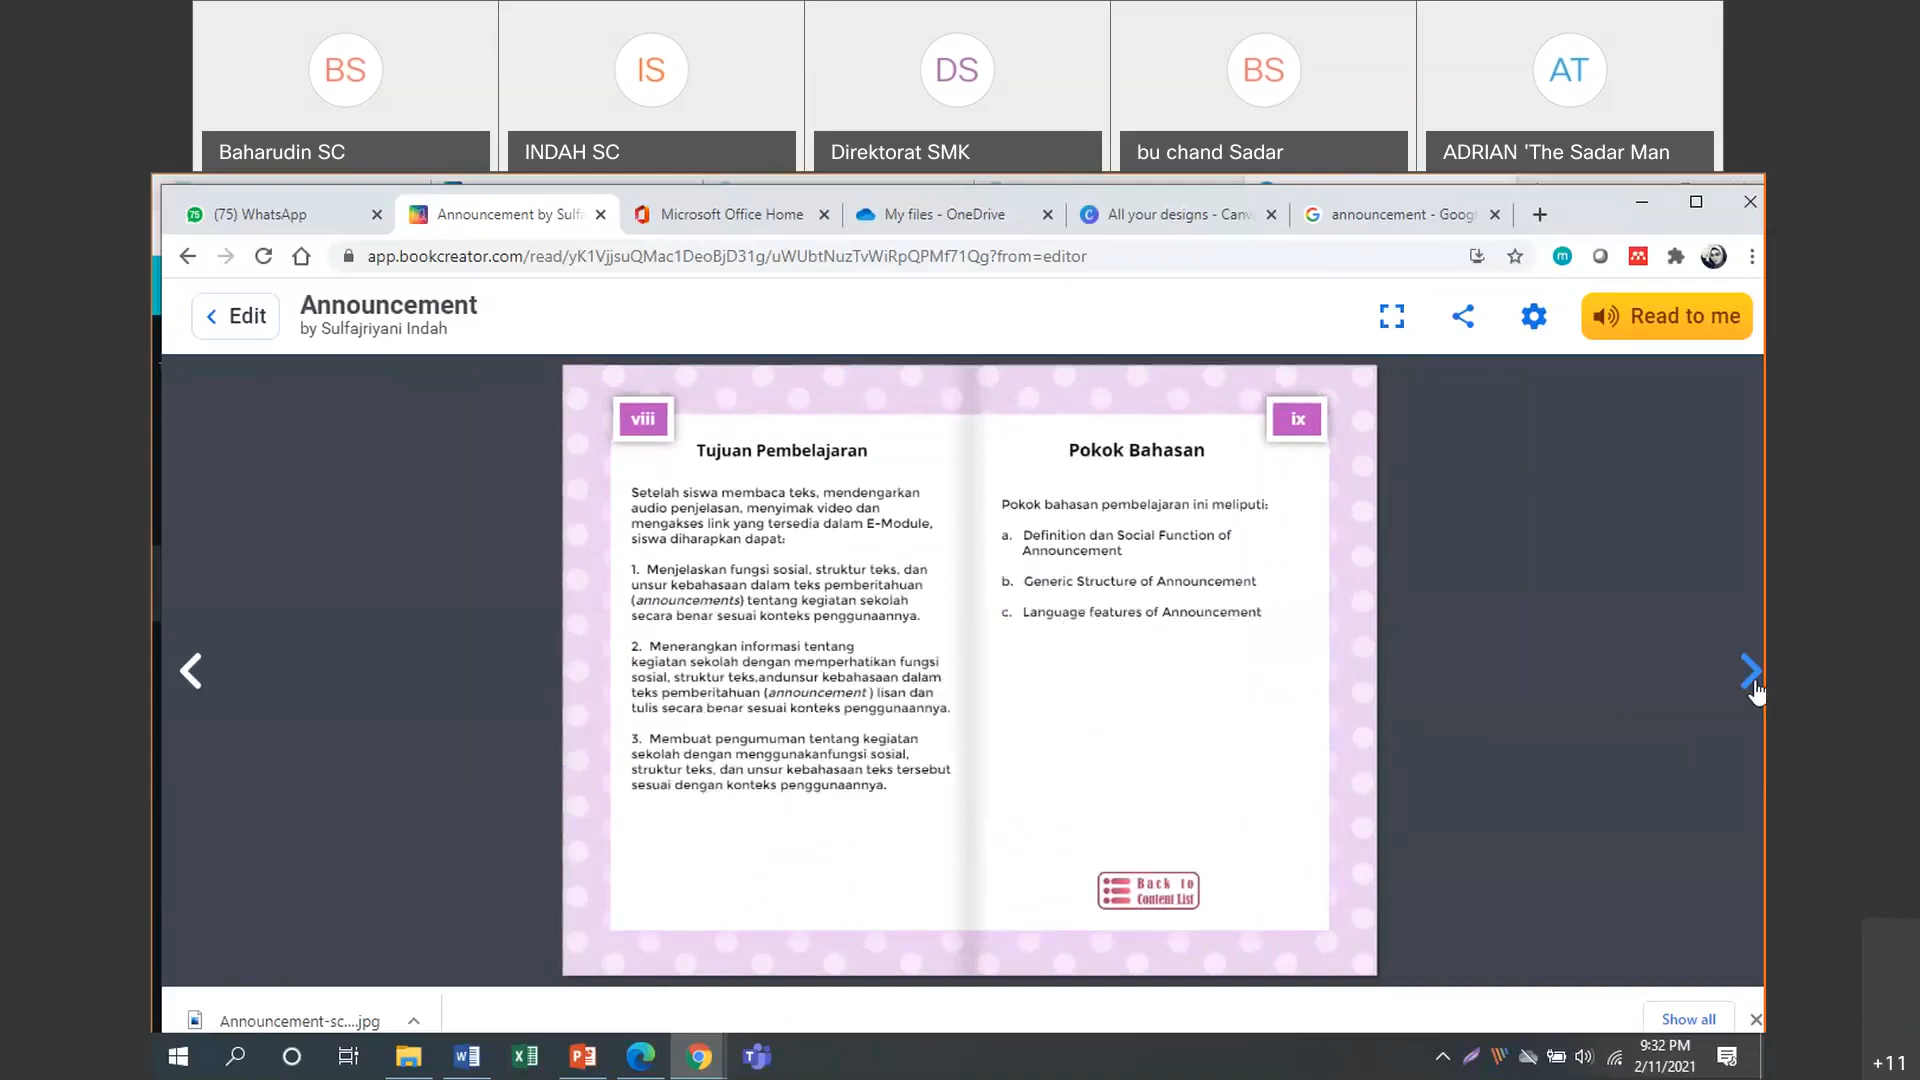 BS
IS
DS
BS
AT
Baharudin SC
INDAH SC
Direktorat SMK
bu chand Sadar
ADRIAN 'The Sadar Man
75
(75) WhatsApp
Announcement by Sulfa
Microsoft Office Home
My files - OneDrive
All your designs - Canv
announcement - Goog
app.bookcreator.com/read/yK1VjjsuQMac1DeoBjD31g/uWUbtNuzTvWiRpQPMf71Qg?from=editor
Edit
Announcement
by Sulfajriyani Indah
Read to me
viii
Tujuan Pembelajaran
Setelah siswa membaca teks, mendengarkan
audio penjelasan, menyimak video dan
mengakses link yang tersedia dalam E-Module,
siswa diharapkan dapat:
1. Menjelaskan fungsi sosial, struktur teks, dan
unsur kebahasaan dalam teks pemberitahuan
(announcements) tentang kegiatan sekolah
secara benar sesuai konteks penggunaannya.
2. Menerangkan informasi tentang
kegiatan sekolah dengan memperhatikan fungsi
sosial, struktur teks,andunsur kebahasaan dalam
teks pemberitahuan (announcement ) lisan dan
tulis secara benar sesuai konteks penggunaannya.
3. Membuat pengumuman tentang kegiatan
sekolah dengan menggunakanfungsi sosial,
struktur teks, dan unsur kebahasaan teks tersebut
sesuai dengan konteks penggunaannya.
ix
Pokok Bahasan
Pokok bahasan pembelajaran ini meliputi:
a. Definition dan Social Function of
Announcement
b. Generic Structure of Announcement
c. Language features of Announcement
Back to
Content List
Announcement-sc....jpg
Show all
9:32 PM
2/11/2021
+11